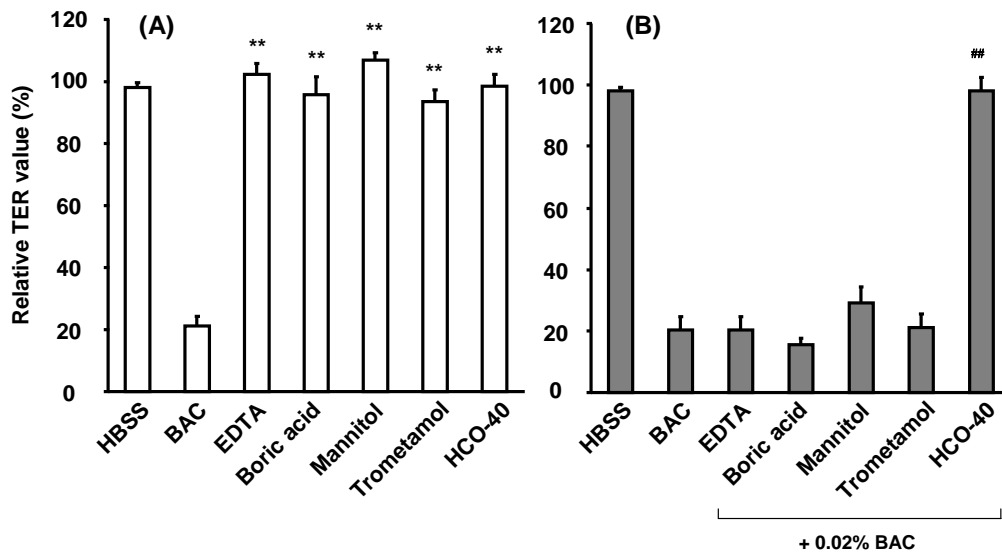 (A)
Relative TER value (%)
120
100
80
60
40
20
0
**
**
**
**
**
HBSS
BAC
EDTA
Boric acid
Mannitol
Trometamol
HCO-40
(B)
120
100
80
60
40
20
0
##
HBSS
BAC
EDTA
Boric acid
Mannitol
Trometamol
HCO-40
+ 0.02% BAC